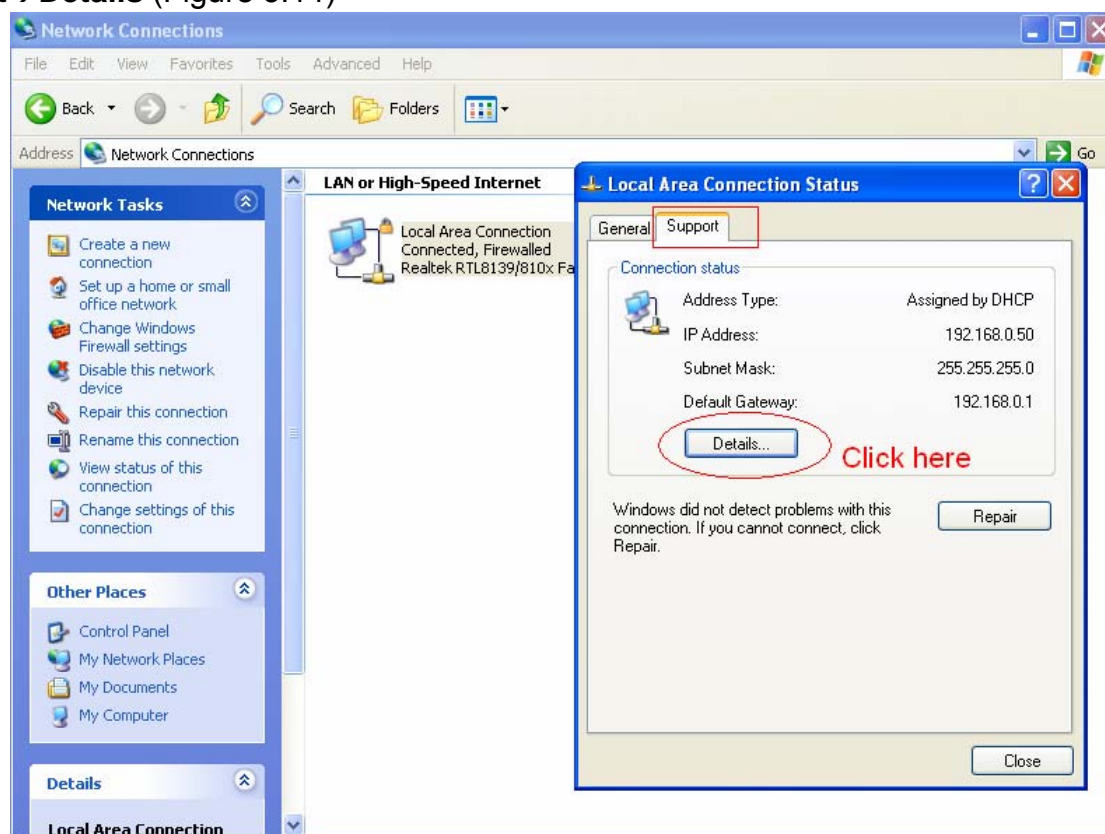 Details (Figure
Network Connections
File Edit View Favorites Tools Advanced Help
Back Search Folders
Address Network Connections Go
Network Tasks
Create a new
connection
Set up a home or small
office network
Change Windows
Firewall settings
Disable this network
device
Repair this connection
Rename this connection
View status of this
connection
Change settings of this
connection
Other Places
Control Panel
My Network Places
My Documents
My Computer
Details
Local Area Connection
LAN or High-Speed Internet
Local Area Connection
Connected, Firewalled
Realtek RTL8139/810x Fa
Local Area Connection Status
General Support
Connection status
Address Type: Assigned by DHCP
IP Address: 192.168.0.50
Subnet Mask: 255.255.255.0
Default Gateway: 192.168.0.1
Details...
Click here
Windows did not detect problems with this
connection. If you cannot connect, click
Repair.
Repair
Close